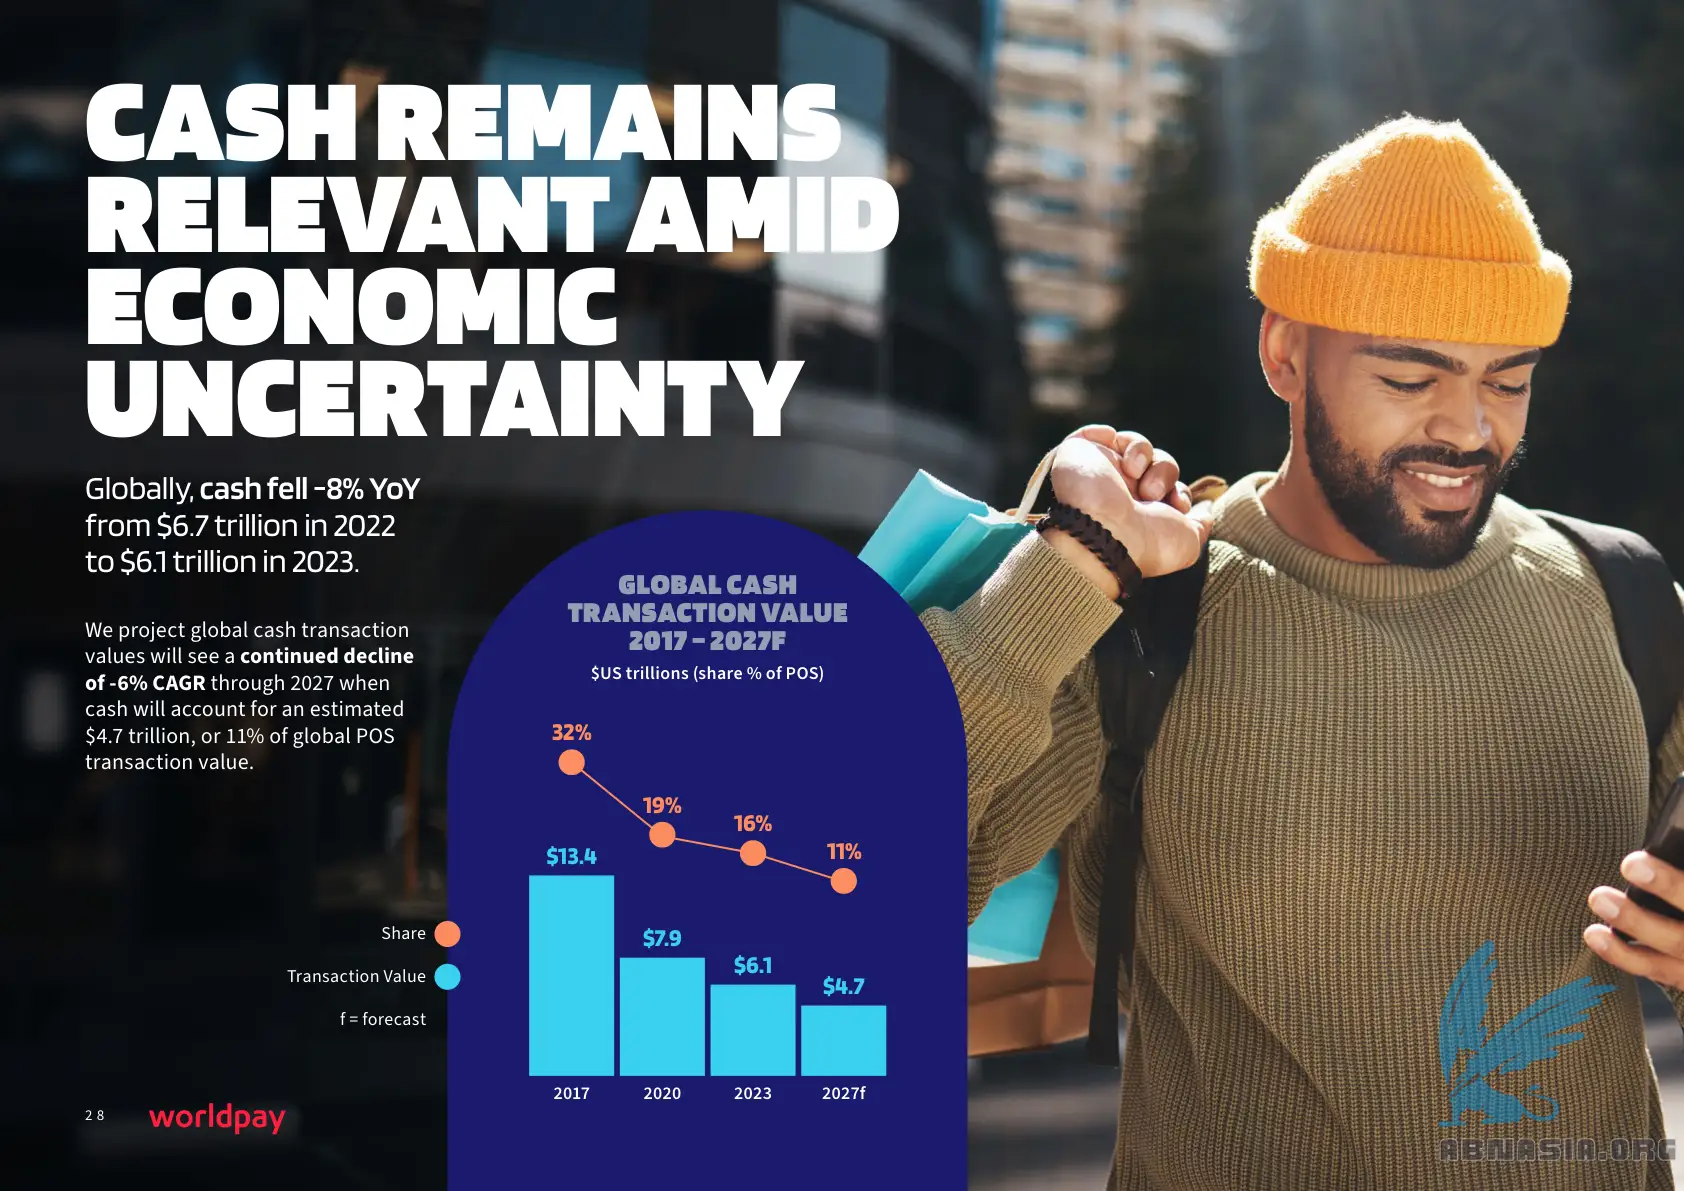 CASH REMAINS
RELEVANT AMID
ECONOMIC
UNCERTAINTY
Globally, cash fell -8% YoY
from $6.7 trillion in 2022
to $6.1 trillion in 2023.
We project global cash transaction
values will see a continued decline
of -6% CAGR through 2027 when
cash will account for an estimated
$4.7 trillion, or 11% of global POS
transaction value.
GLOBAL CASH
TRANSACTION VALUE
2017 – 2027F
$US trillions (share % of POS)
32%
19%
16%
11%
$13.4
$7.9
$6.1
$4.7
2017
2020
2023
2027f
Share
Transaction Value
f = forecast
28
worldpay
ABNASIA.ORG